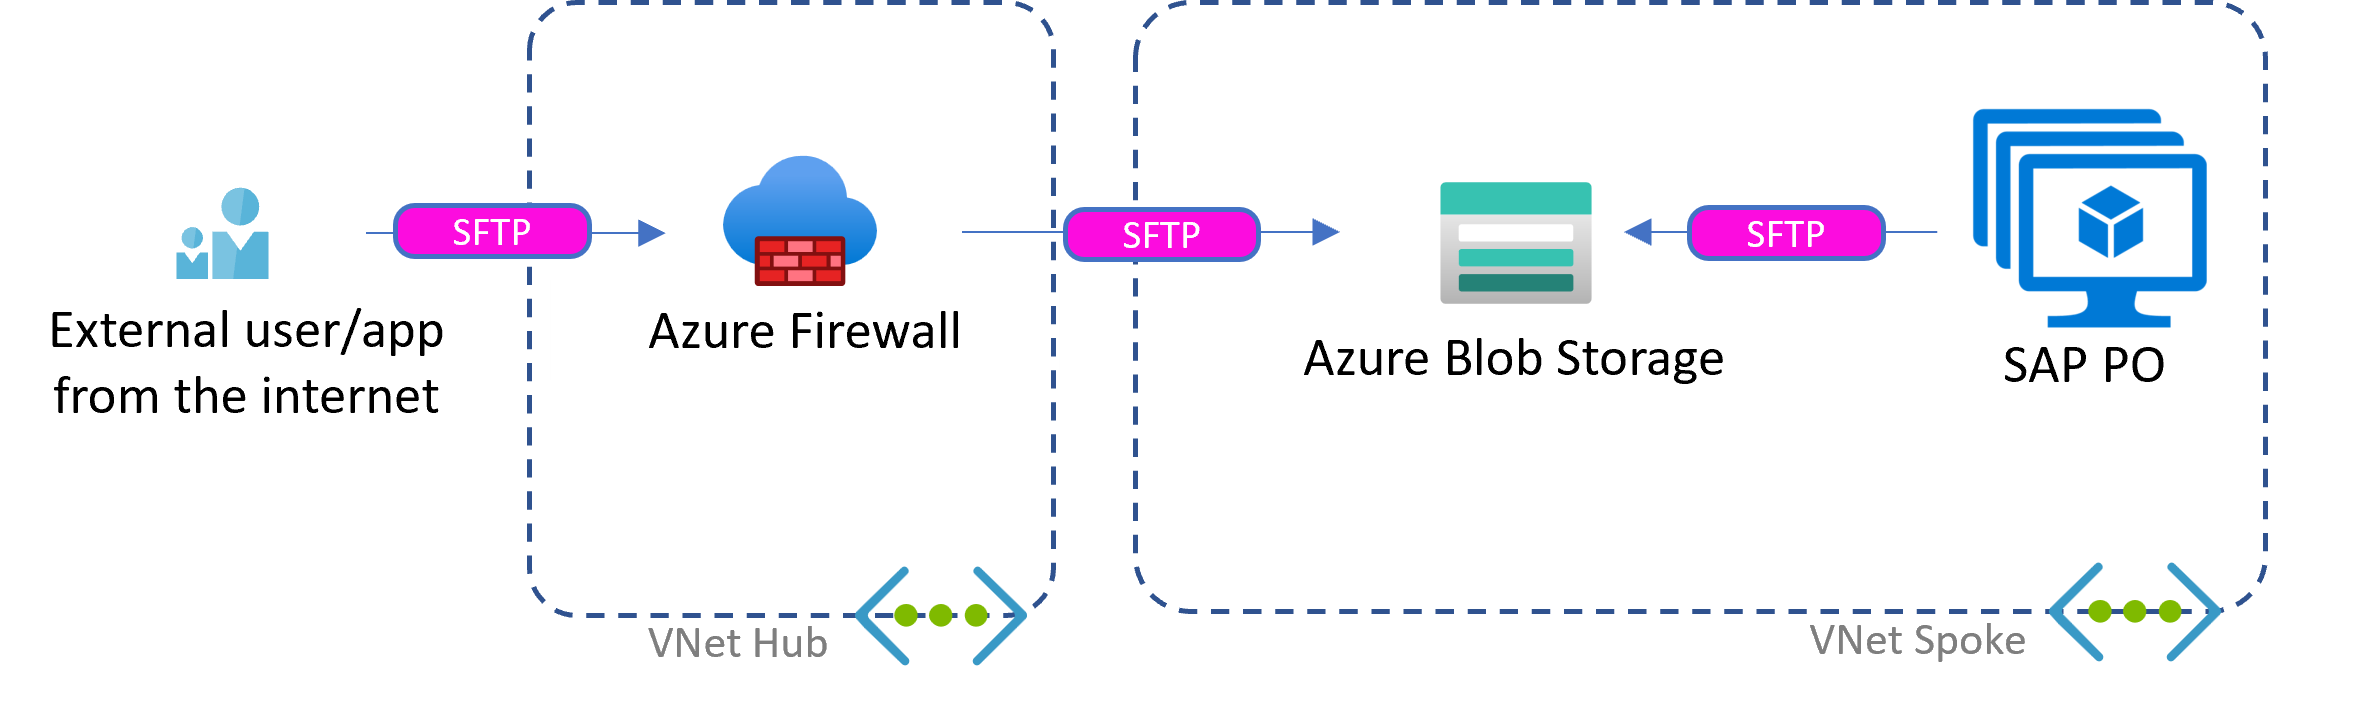 SFTP
SFTP
SFTP
External user/app
from the internet
Azure Firewall
Azure Blob Storage
SAP PO
VNet Hub
VNet Spoke